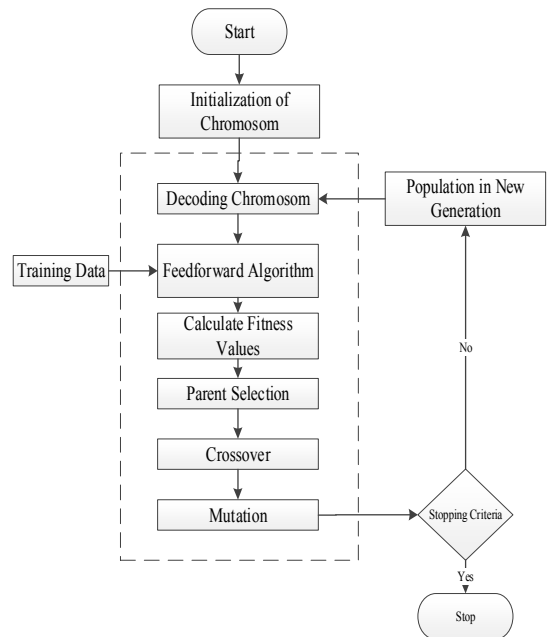 Start
Initialization of
Chromosom
Decoding Chromosom
Population in New
Generation
Training Data
Feedforward Algorithm
Calculate Fitness
Values
Parent Selection
No
Crossover
Mutation
Stopping Criteria
Yes
Stop